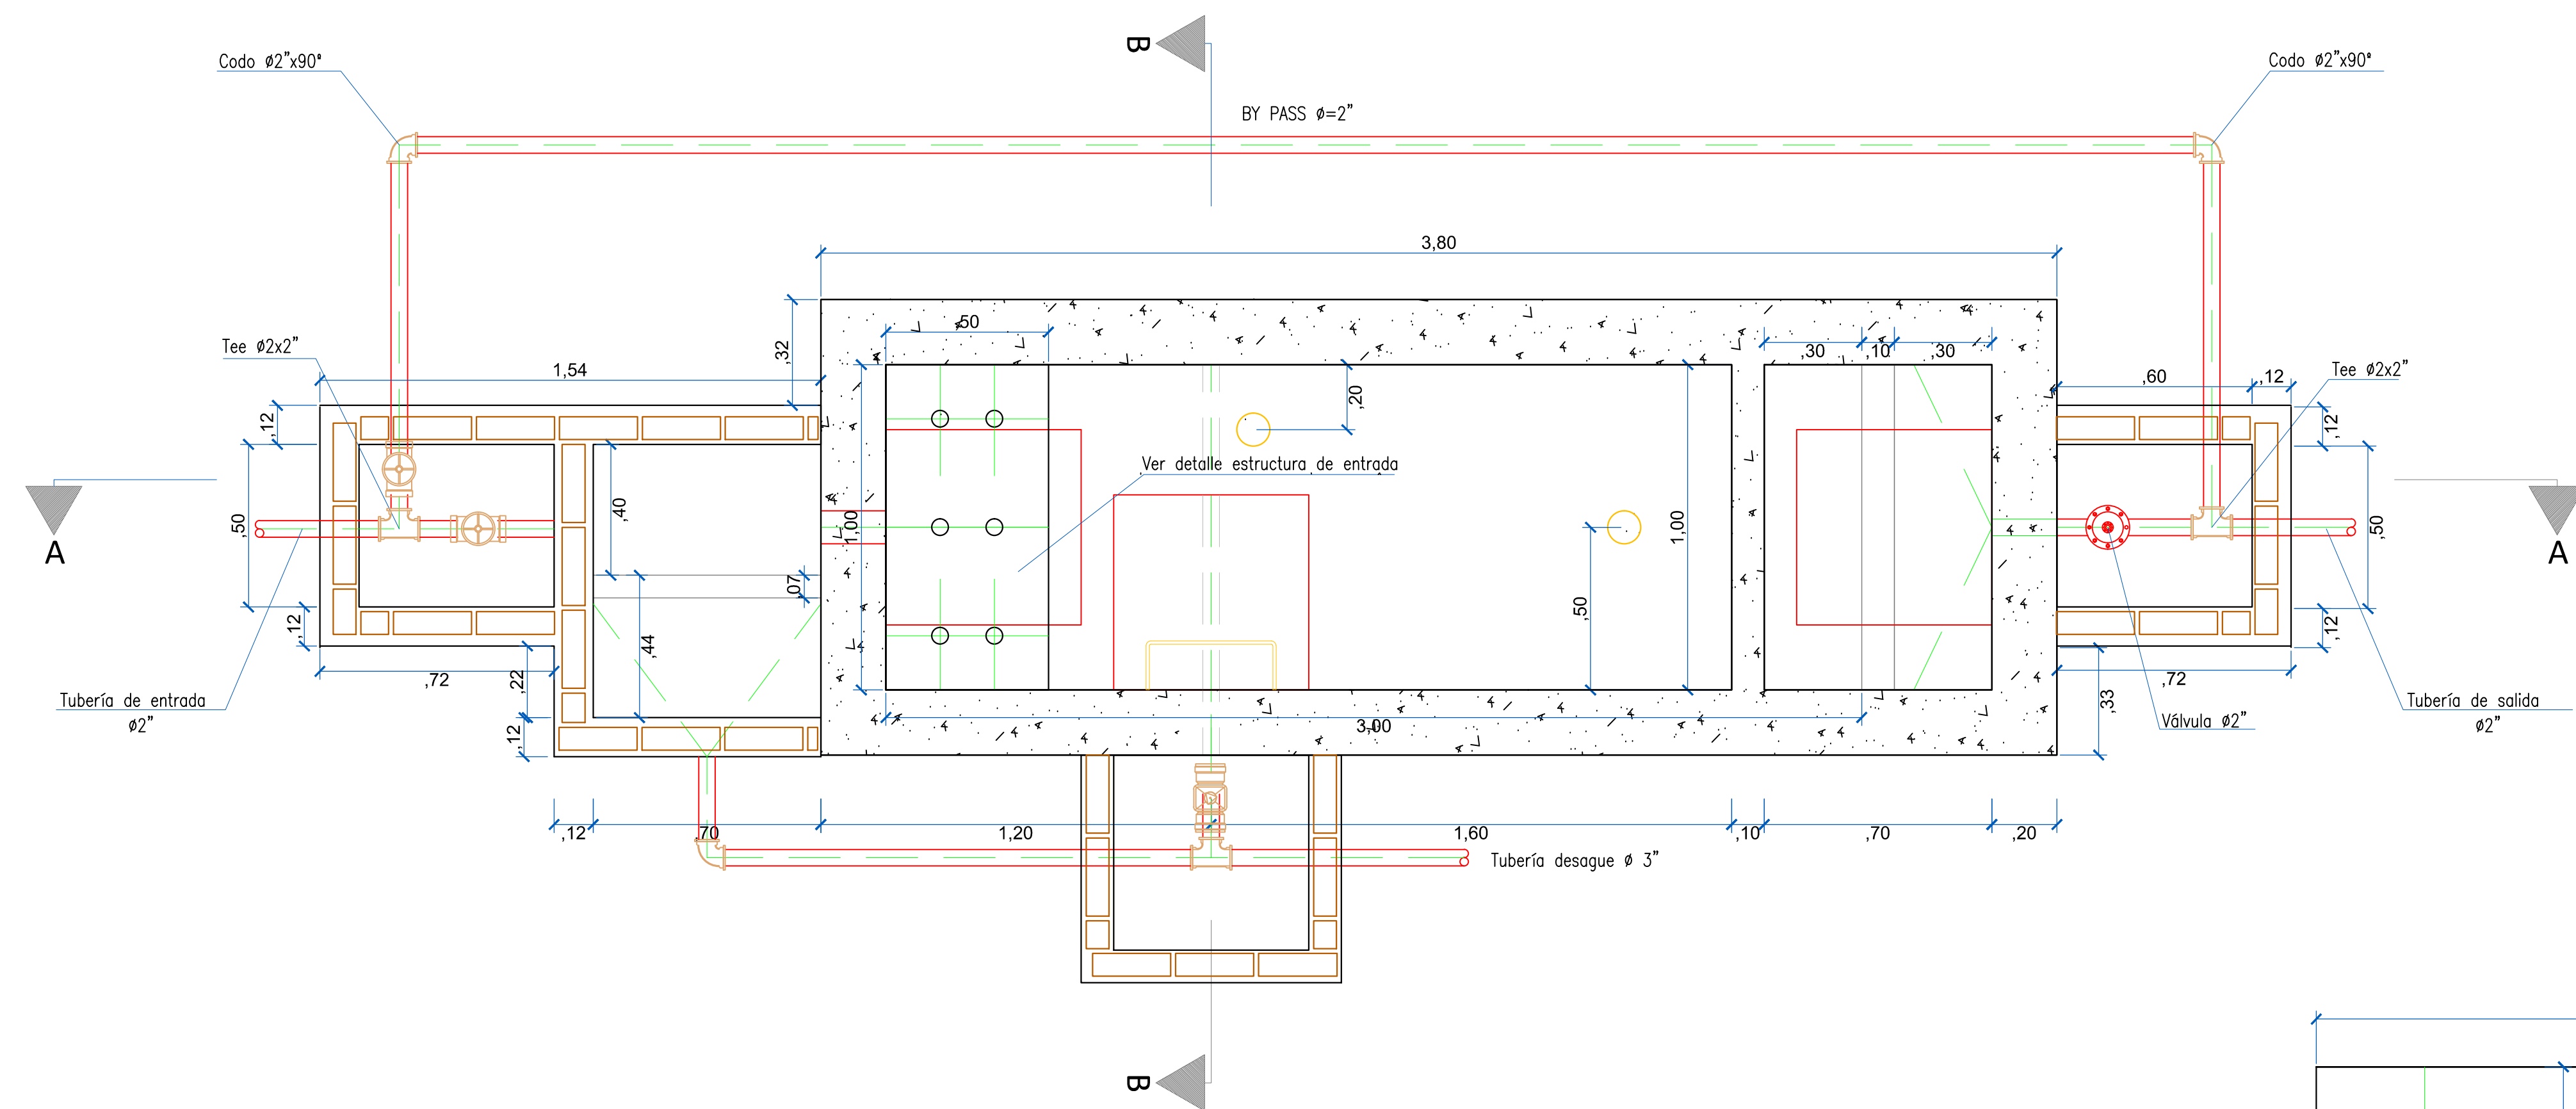 B
Codo ø2”x90°
Codo ø2”x90°
BY PASS ø=2”
3,80
,50
,32
Tee ø2x2”
1,54
,30
,10
,30
Tee ø2x2”
,60
,12
,12
,20
,12
Ver detalle estructura de entrada
,40
,50
1,00
1,00
,50
A
A
,07
,50
,12
,44
,12
,72
,22
,72
Tubería de entrada
ø2”
,33
Tubería de salida
ø2”
Válvula ø2”
3,00
,12
,12
,70
1,20
1,60
,10
,70
,20
Tubería desague ø 3”
B